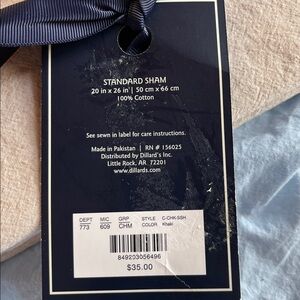 STANDARD SHAM
20 in x 26 in | 50 cm x 66 cm
100% Cotton
See sewn in label for care instructions.
Made in Pakistan | RN # 156025
Distributed by Dillard's Inc.
Little Rock, AR 72201
www.dillards.com
DEPT MIC GRP STYLE C-CHK-SSH
773 609 CHM COLOR Khaki
849203056496
$35.00